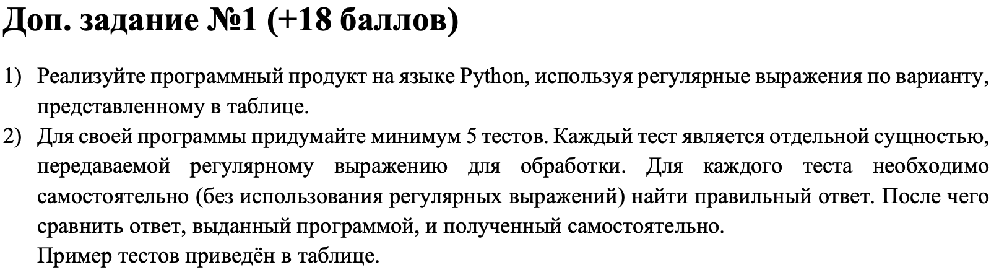 Доп. задание №1 (+18 баллов)
1) Реализуйте программный продукт на языке Python, используя регулярные выражения по варианту,
представленному в таблице.
2) Для своей программы придумайте минимум 5 тестов. Каждый тест является отдельной сущностью,
передаваемой регулярному выражению для обработки. Для каждого теста необходимо
самостоятельно (без использования регулярных выражений) найти правильный ответ. После чего
сравнить ответ, выданный программой, и полученный самостоятельно.
Пример тестов приведён в таблице.